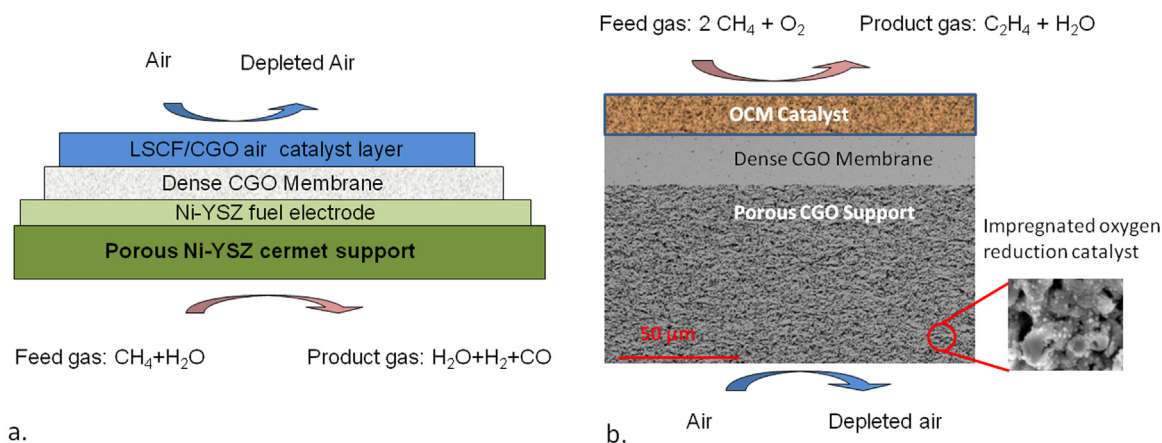 Air
Depleted Air
LSCF/CGO air catalyst layer
Dense CGO Membrane
Ni-YSZ fuel electrode
Porous Ni-YSZ cermet support
Feed gas: CH₄+H₂O
Product gas: H₂O+H₂+CO
a.
Feed gas: 2 CH₄ + O₂
Product gas: C₂H₄ + H₂O
OCM Catalyst
Dense CGO Membrane
Porous CGO Support
Impregnated oxygen
reduction catalyst
50 µm
Air
Depleted air
b.